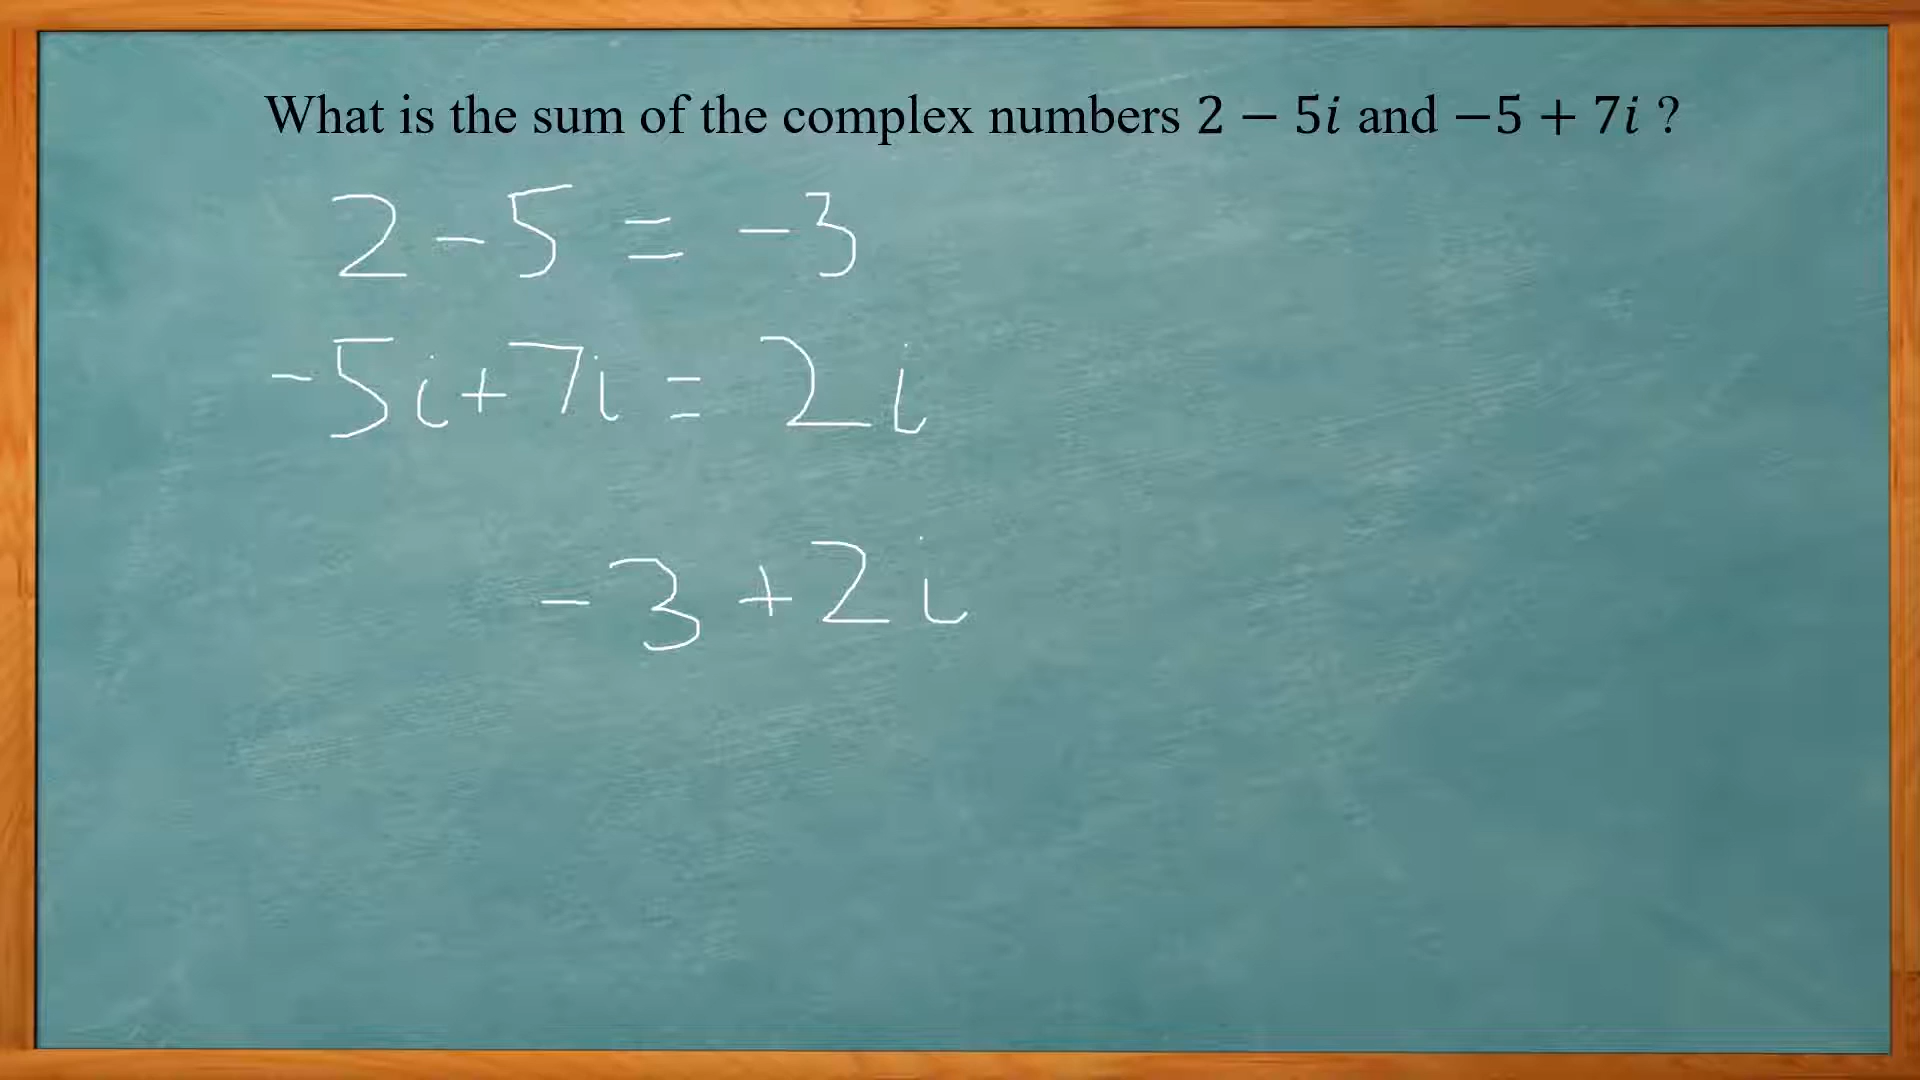 What is the sum of the complex numbers 2 − 5i and −5 + 7i ?
2 - 5 = -3
-5i + 7i = 2i
-3 + 2i